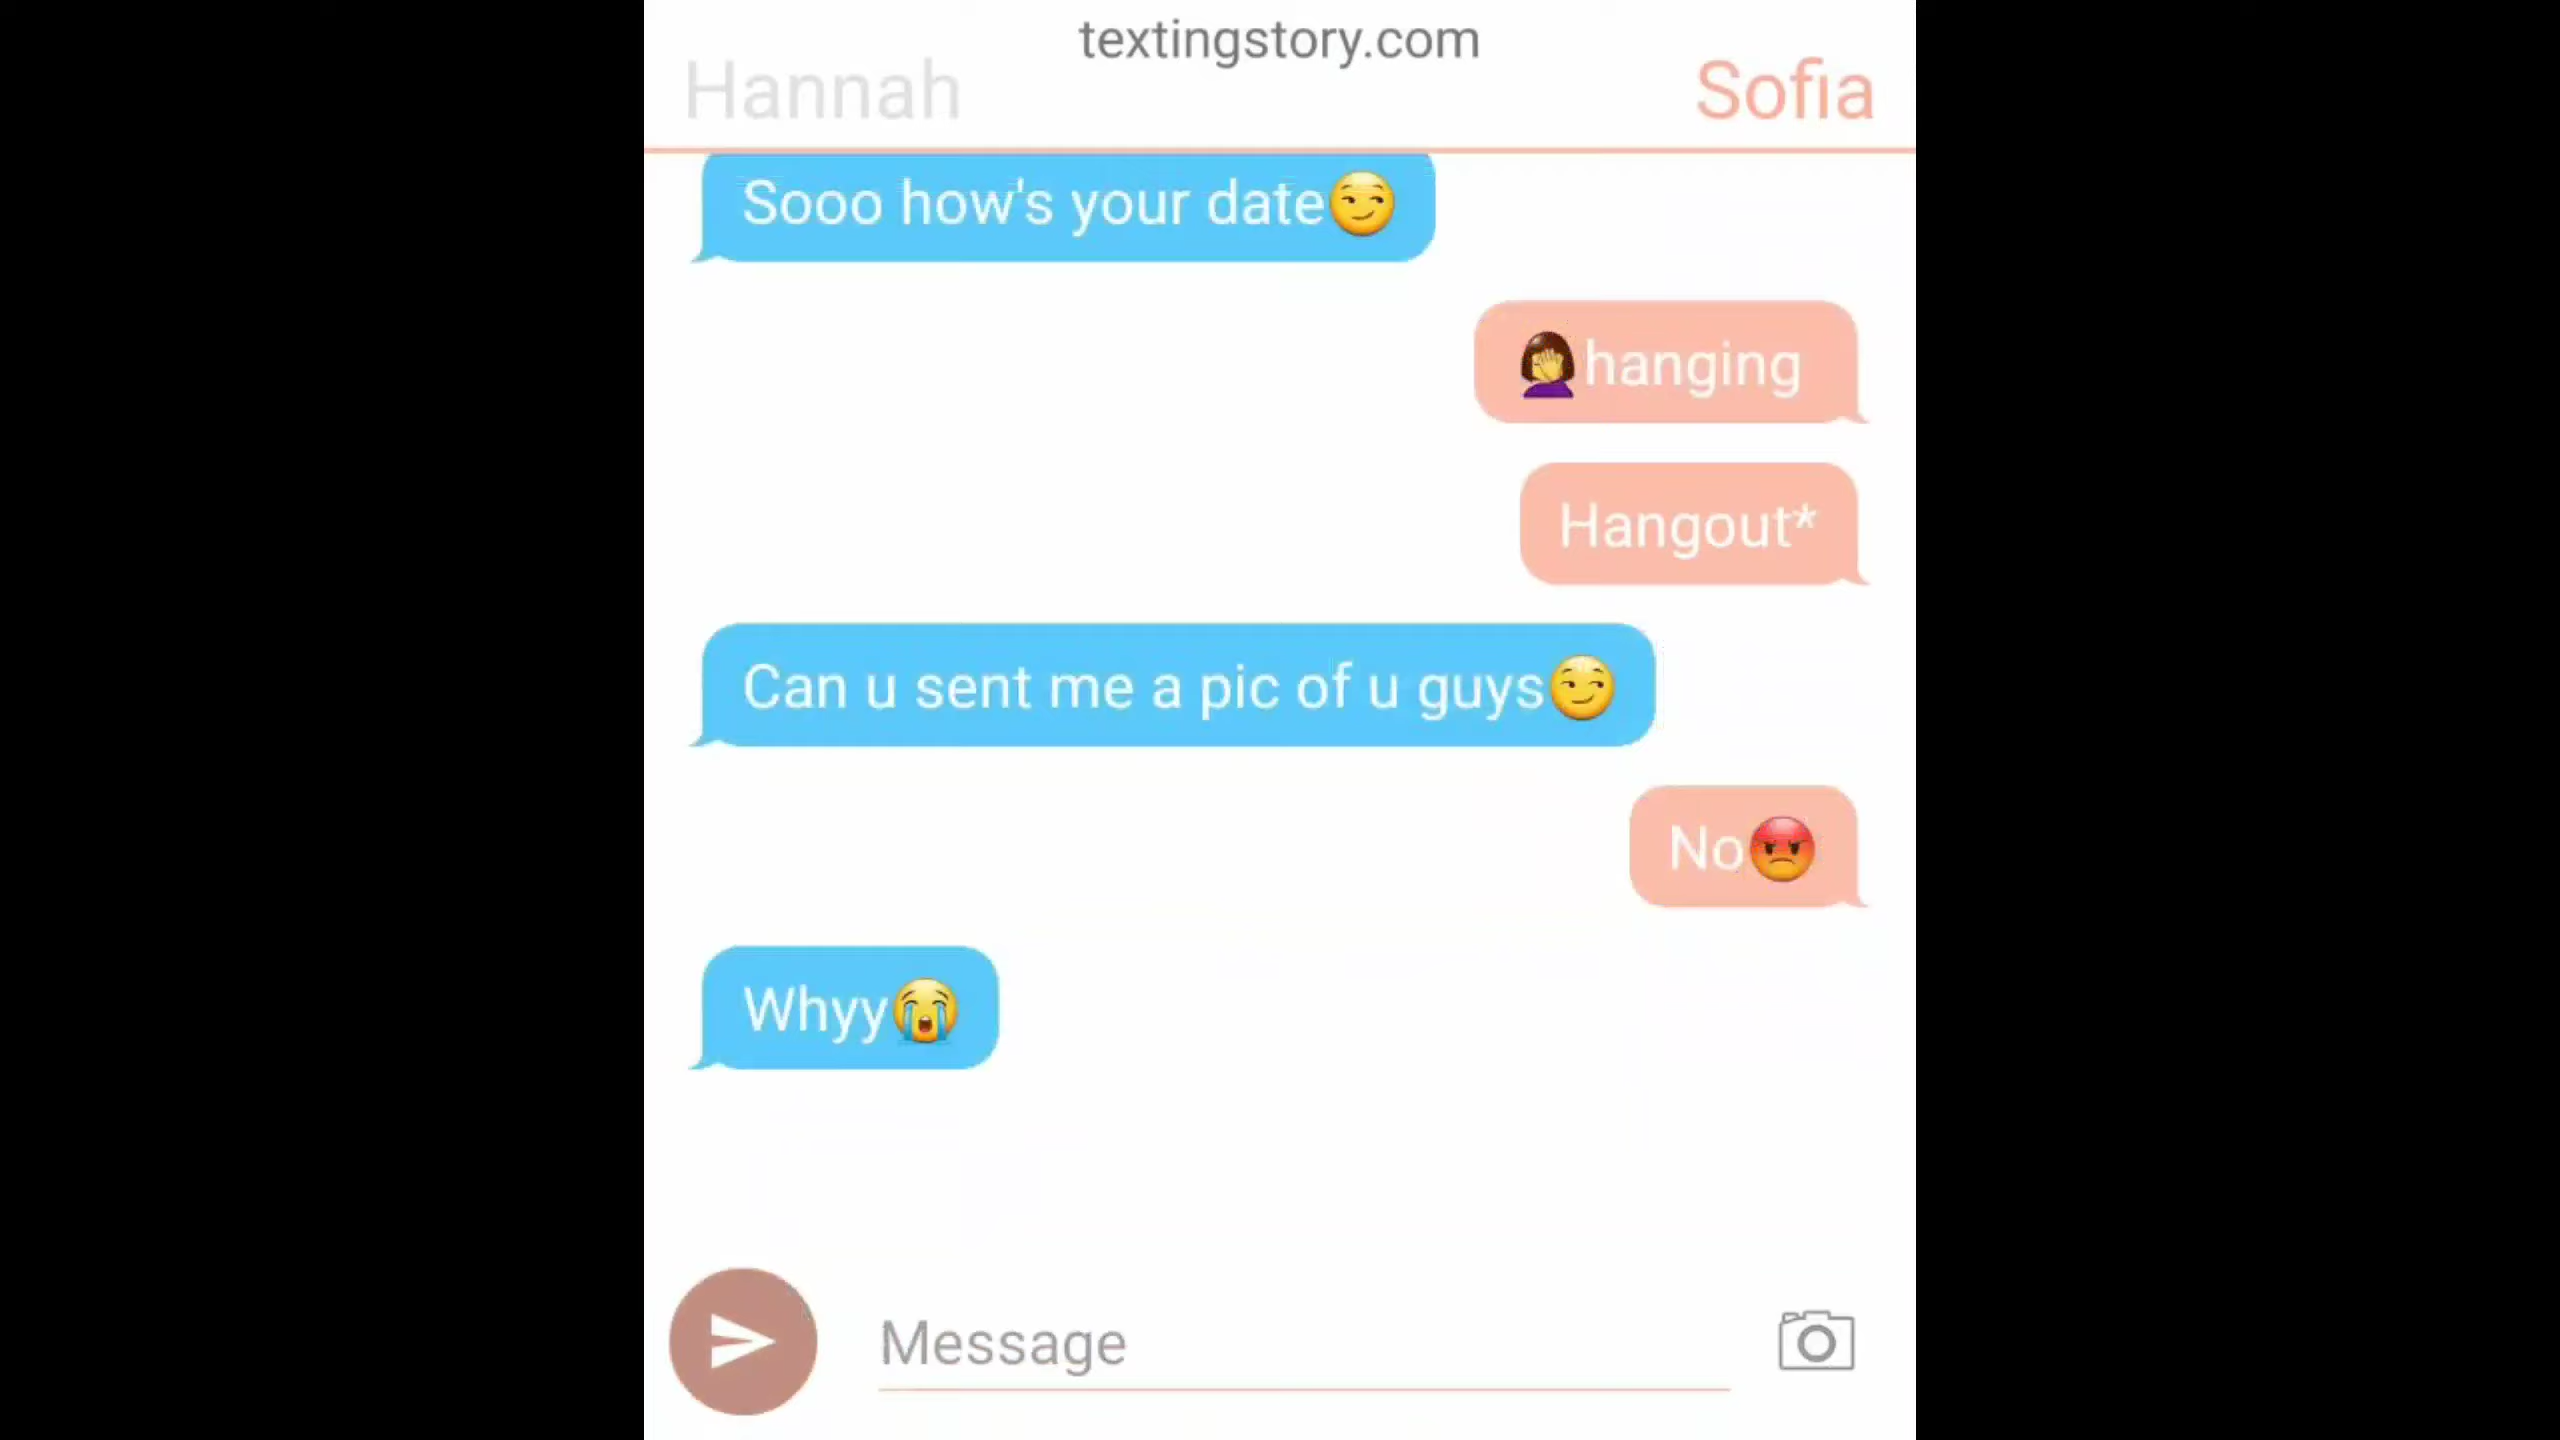 textingstory.com
Hannah
Sofia
Sooo how's your date😏
🤦‍♀️hanging
Hangout*
Can u sent me a pic of u guys😏
No😡
Whyy😭
Message